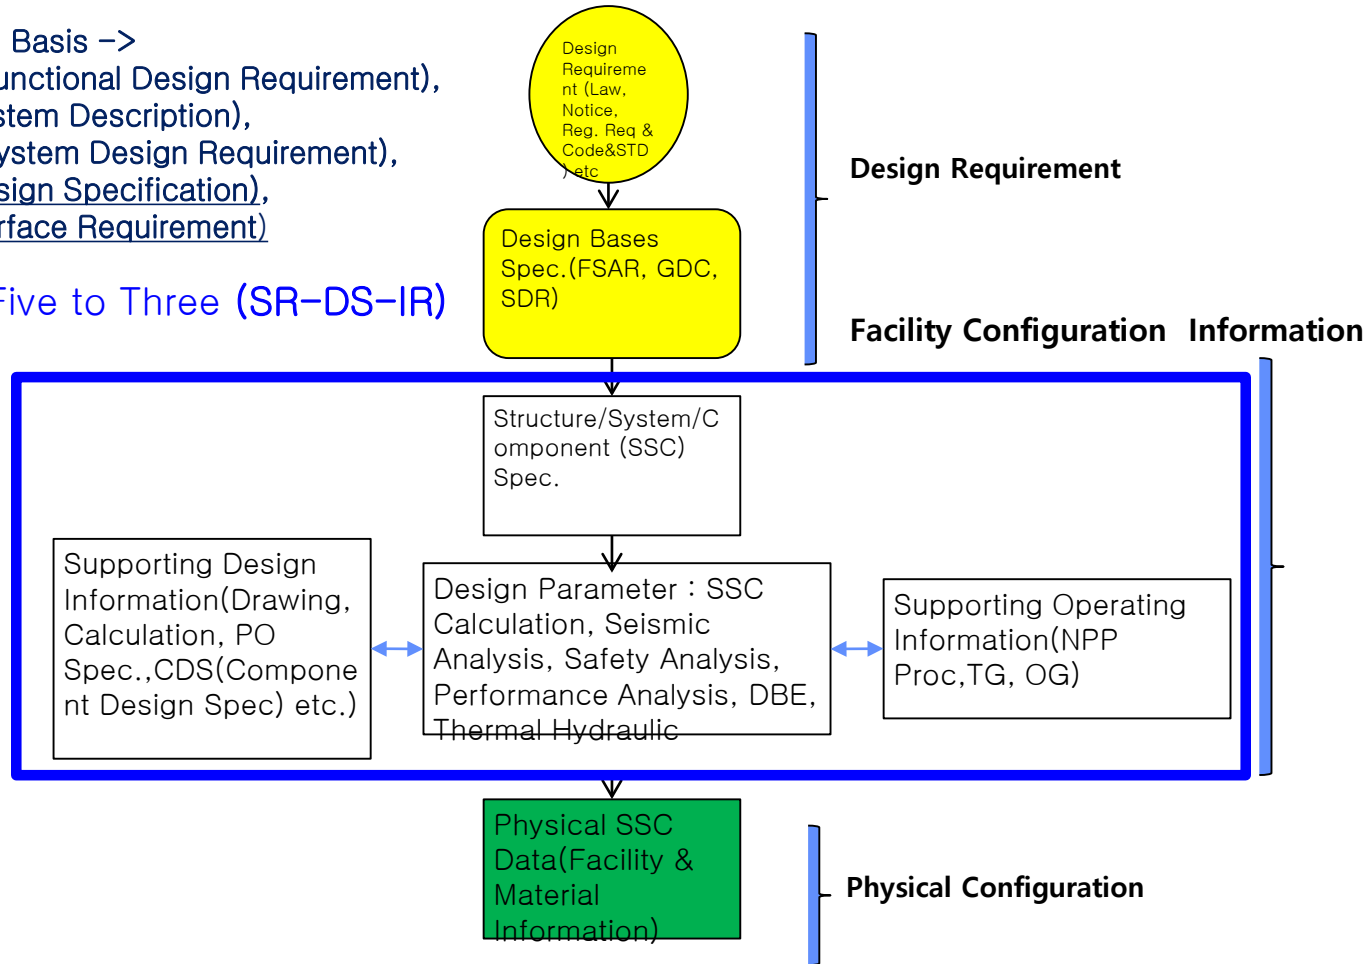 Basis ->
unctional Design Requirement),
stem Description),
ystem Design Requirement),
sign Specification),
rface Requirement)
Five to Three (SR-DS-IR)
Design
Requireme
nt (Law,
Notice,
Reg. Req &
Code&STD
) etc
Design Requirement
Design Bases
Spec.(FSAR, GDC,
SDR)
Facility Configuration Information
Structure/System/C
omponent (SSC)
Spec.
Supporting Design
Information(Drawing,
Calculation, PO
Spec.,CDS(Compone
nt Design Spec) etc.)
Design Parameter : SSC
Calculation, Seismic
Analysis, Safety Analysis,
Performance Analysis, DBE,
Thermal Hydraulic
Supporting Operating
Information(NPP
Proc,TG, OG)
Physical SSC
Data(Facility &
Material
Information)
Physical Configuration